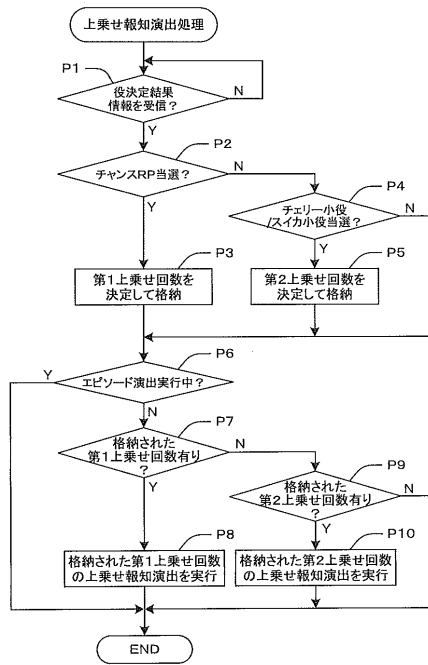 上乗せ報知演出処理
P1
役決定結果
情報を受信？
N
Y
P2
チャンスRP当選？
N
Y
P4
チェリー小役
/スイカ小役当選？
N
Y
P3
第1上乗せ回数を
決定して格納
P5
第2上乗せ回数を
決定して格納
P6
Y
エピソード演出実行中？
N
P7
格納された
第1上乗せ回数有り
？
N
Y
P9
格納された
第2上乗せ回数有り
？
N
Y
P8
格納された第1上乗せ回数
の上乗せ報知演出を実行
P10
格納された第2上乗せ回数
の上乗せ報知演出を実行
END